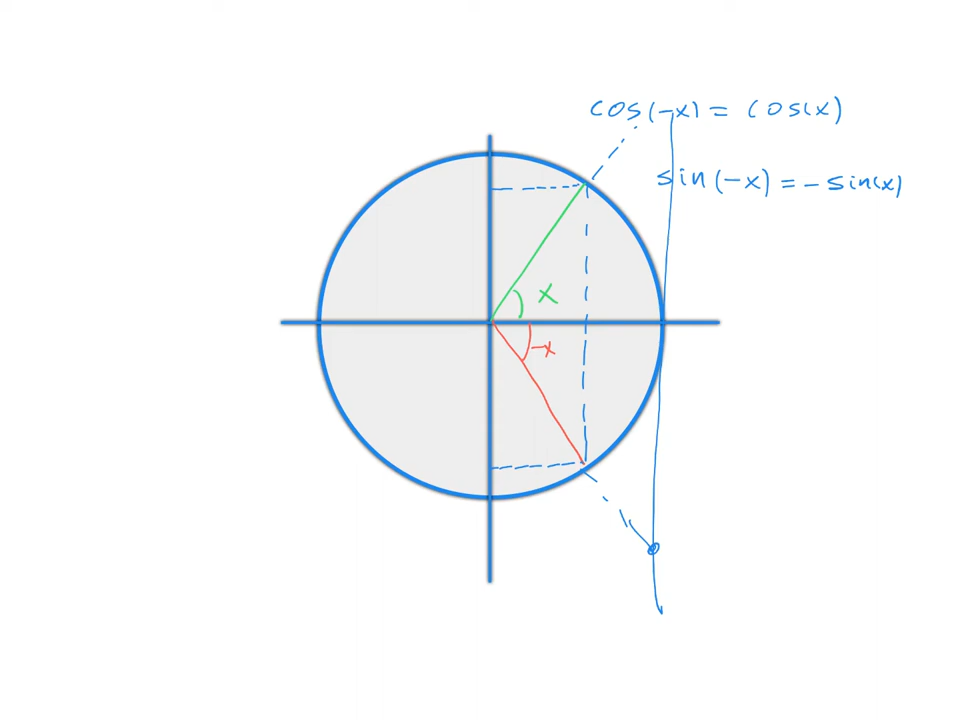 cos(-x) = cos(x)
sin(-x) = - sin(x)
x
-x